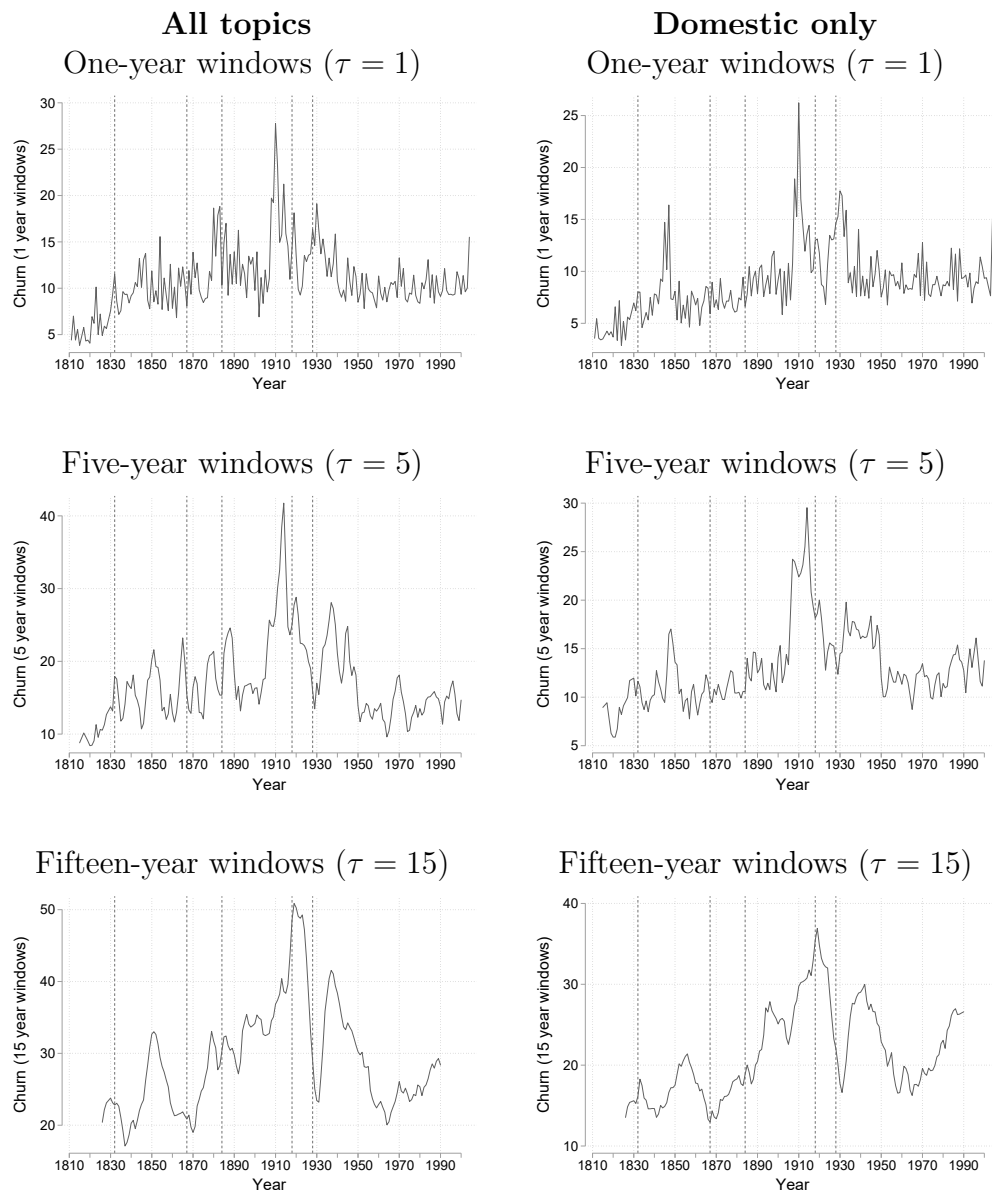 All topics
One-year windows (τ = 1)
Churn (1 year windows)
30
25
20
15
10
5
1810 1830 1850 1870 1890 1910 1930 1950 1970 1990
Year
Domestic only
One-year windows (τ = 1)
Churn (1 year windows)
25
20
15
10
5
1810 1830 1850 1870 1890 1910 1930 1950 1970 1990
Year
Five-year windows (τ = 5)
Churn (5 year windows)
40
30
20
10
1810 1830 1850 1870 1890 1910 1930 1950 1970 1990
Year
Five-year windows (τ = 5)
Churn (5 year windows)
30
25
20
15
10
5
1810 1830 1850 1870 1890 1910 1930 1950 1970 1990
Year
Fifteen-year windows (τ = 15)
Churn (15 year windows)
50
40
30
20
1810 1830 1850 1870 1890 1910 1930 1950 1970 1990
Year
Fifteen-year windows (τ = 15)
Churn (15 year windows)
40
30
20
10
1810 1830 1850 1870 1890 1910 1930 1950 1970 1990
Year